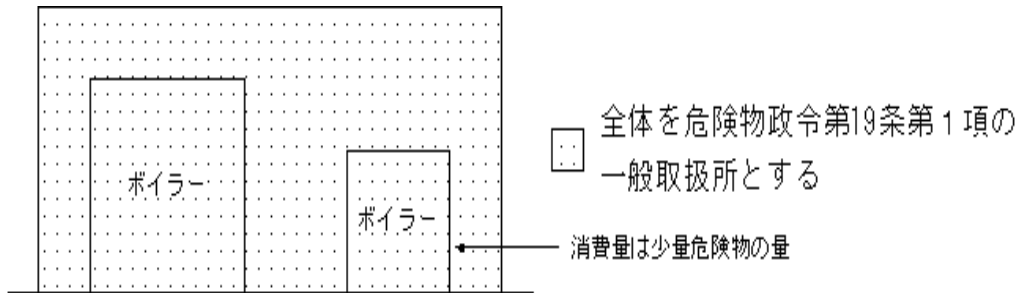 ボイラー
ボイラー
全体を危険物政令第19条第1項の
一般取扱所とする
消費量は少量危険物の量